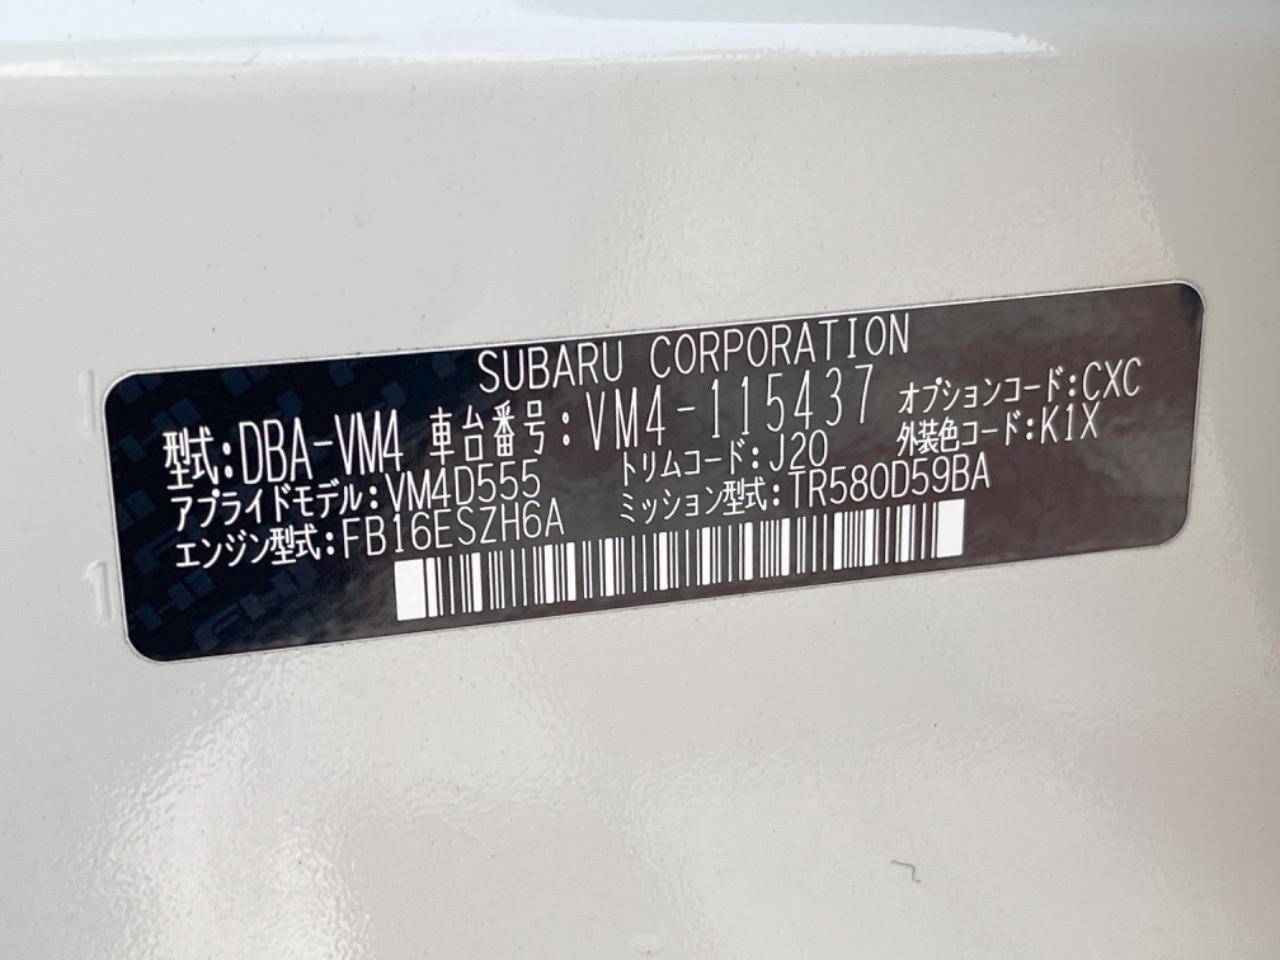 SUBARU CORPORATION
型式:DBA-VM4 車台番号:VM4-115437 オプションコード:CXC
アプライドモデル:VM4D555 トリムコード:J20 外装色コード:K1X
エンジン型式:FB16ESZH6A ミッション型式:TR580D59BA